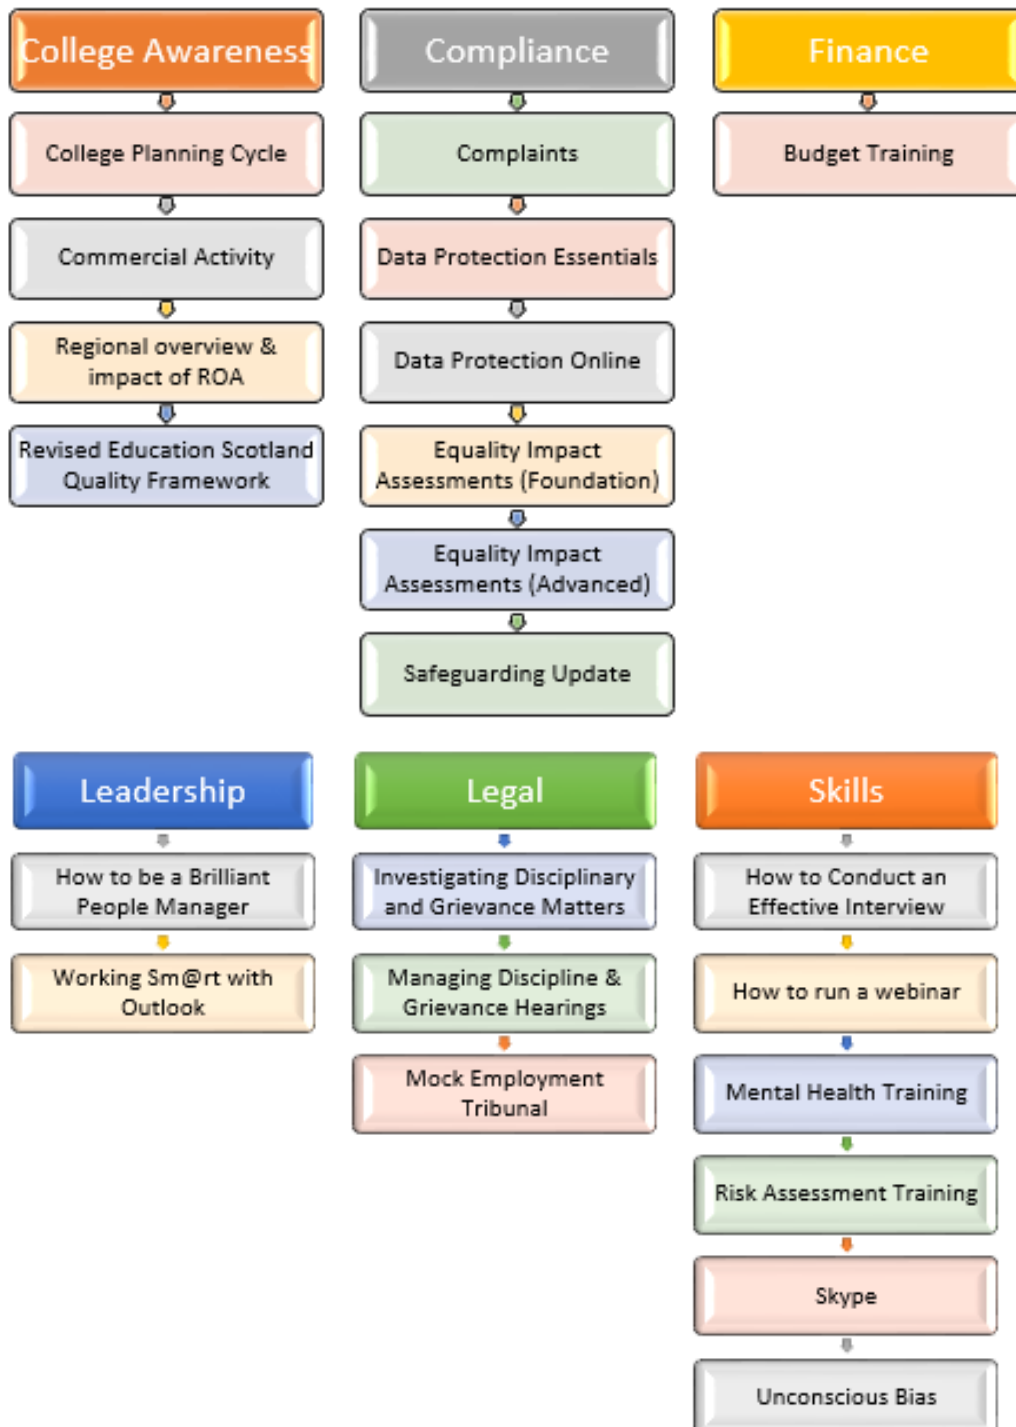 College Awareness
College Planning Cycle
Commercial Activity
Regional overview &
impact of ROA
Revised Education Scotland
Quality Framework
Compliance
Complaints
Data Protection Essentials
Data Protection Online
Equality Impact
Assessments (Foundation)
Equality Impact
Assessments (Advanced)
Safeguarding Update
Finance
Budget Training
Leadership
How to be a Brilliant
People Manager
Working Sm@rt with
Outlook
Legal
Investigating Disciplinary
and Grievance Matters
Managing Discipline &
Grievance Hearings
Mock Employment
Tribunal
Skills
How to Conduct an
Effective Interview
How to run a webinar
Mental Health Training
Risk Assessment Training
Skype
Unconscious Bias